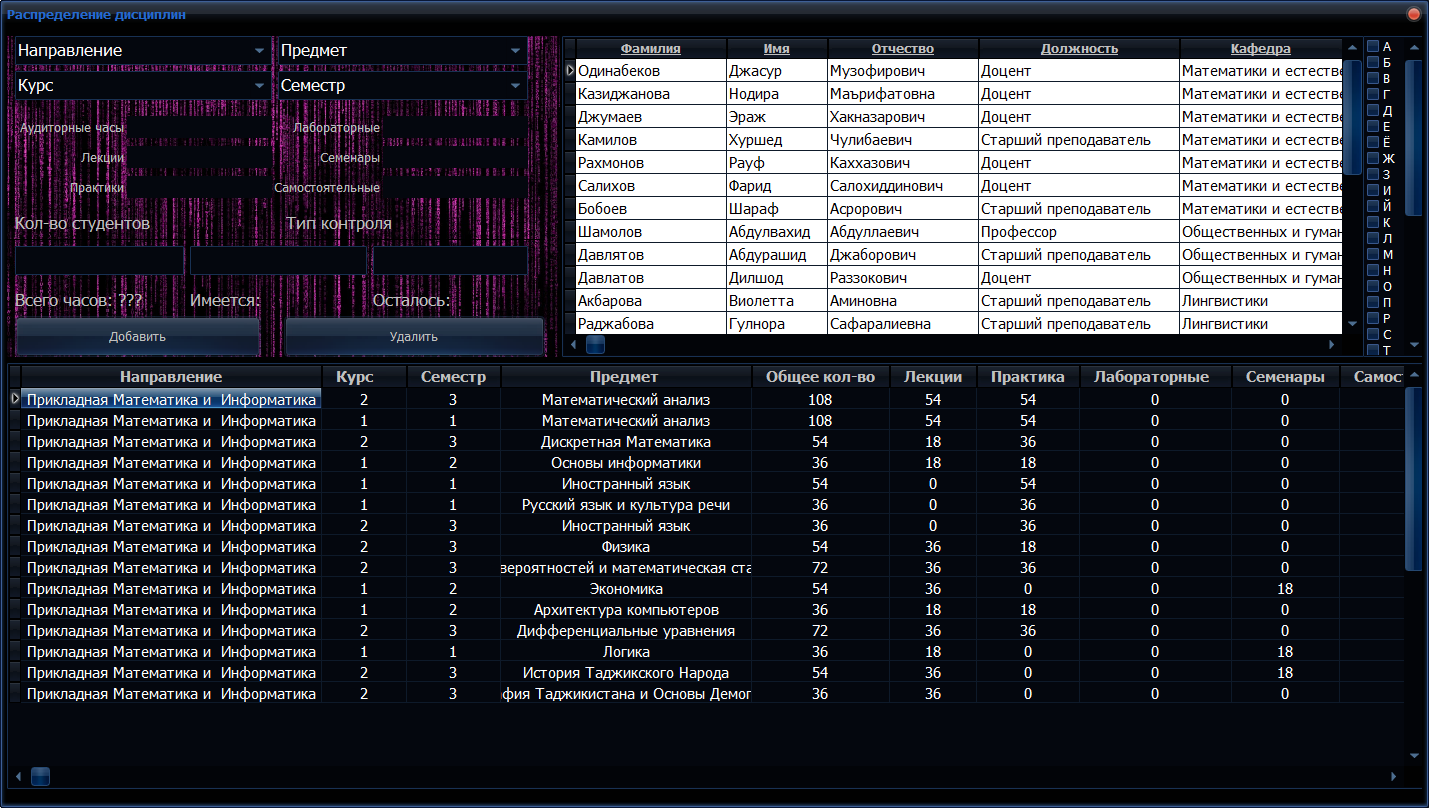 Распределение дисциплин
Направление Предмет
Курс Семестр
Аудиторные часы Лабораторные
Лекции Семенары
Практики Самостоятельные
Кол-во студентов Тип контроля
Всего часов: ??? Имеется: Осталось:
Добавить Удалить
Фамилия Имя Отчество Должность Кафедра
Одинабеков Джасур Музофирович Доцент Математики и естестве
Казиджанова Нодира Маърифатовна Доцент Математики и естестве
Джумаев Эраж Хакназарович Доцент Математики и естестве
Камилов Хуршед Чулибаевич Старший преподаватель Математики и естестве
Рахмонов Рауф Каххазович Доцент Математики и естестве
Салихов Фарид Салохиддинович Доцент Математики и естестве
Бобоев Шараф Асрорович Старший преподаватель Математики и естестве
Шамолов Абдулвахид Абдуллаевич Профессор Общественных и гуман
Давлятов Абдурашид Джаборович Старший преподаватель Общественных и гуман
Давлатов Дилшод Раззокович Доцент Общественных и гуман
Акбарова Виолетта Аминовна Старший преподаватель Лингвистики
Раджабова Гулнора Сафаралиевна Старший преподаватель Лингвистики
А
Б
В
Г
Д
Е
Ё
Ж
З
И
Й
К
Л
М
Н
О
П
Р
С
Т
Направление Курс Семестр Предмет Общее кол-во Лекции Практика Лабораторные Семенары Самос
Прикладная Математика и Информатика 2 3 Математический анализ 108 54 54 0 0
Прикладная Математика и Информатика 1 1 Математический анализ 108 54 54 0 0
Прикладная Математика и Информатика 2 3 Дискретная Математика 54 18 36 0 0
Прикладная Математика и Информатика 1 2 Основы информатики 36 18 18 0 0
Прикладная Математика и Информатика 1 1 Иностранный язык 54 0 54 0 0
Прикладная Математика и Информатика 1 1 Русский язык и культура речи 36 0 36 0 0
Прикладная Математика и Информатика 2 3 Иностранный язык 36 0 36 0 0
Прикладная Математика и Информатика 2 3 Физика 54 36 18 0 0
Прикладная Математика и Информатика 2 3 вероятностей и математическая ста 72 36 36 0 0
Прикладная Математика и Информатика 1 2 Экономика 54 36 0 0 18
Прикладная Математика и Информатика 1 2 Архитектура компьютеров 36 18 18 0 0
Прикладная Математика и Информатика 2 3 Дифференциальные уравнения 72 36 36 0 0
Прикладная Математика и Информатика 1 1 Логика 36 18 0 0 18
Прикладная Математика и Информатика 2 3 История Таджикского Народа 54 36 0 0 18
Прикладная Математика и Информатика 2 3 фия Таджикистана и Основы Демог 36 36 0 0 0